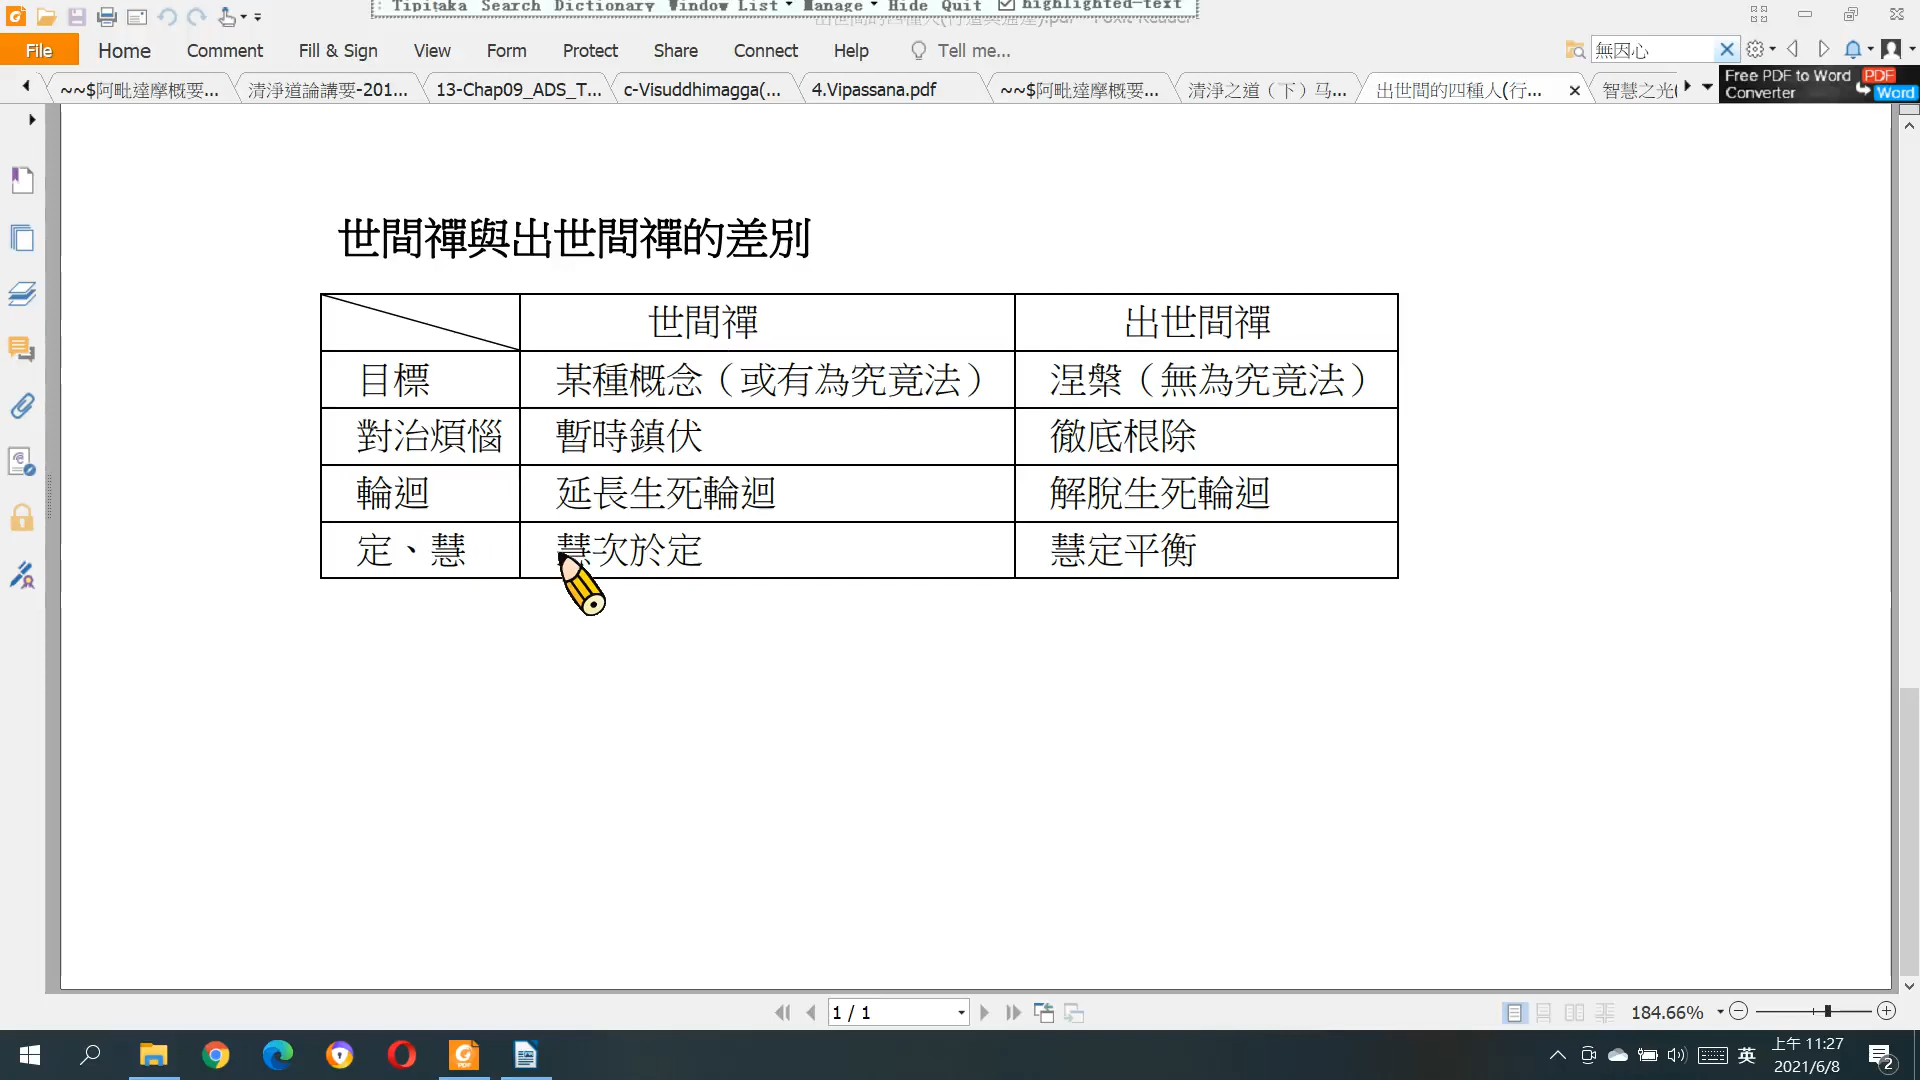 Tipiṭaka Search Dictionary Window List Manage Hide Quit highlighted-text
File Home Comment Fill & Sign View Form Protect Share Connect Help Tell me... 無因心
~~$阿毗達摩概要... 清淨道論講要-201... 13-Chap09_ADS_T... c-Visuddhimagga(... 4.Vipassana.pdf ~~$阿毗達摩概要... 清淨之道（下）马... 出世間的四種人(行... 智慧之光(
Free PDF to Word PDF
Converter Word
世間禪與出世間禪的差別
世間禪 出世間禪
目標 某種概念（或有為究竟法） 涅槃（無為究竟法）
對治煩惱 暫時鎮伏 徹底根除
輪迴 延長生死輪迴 解脫生死輪迴
定、慧 慧次於定 慧定平衡
1 / 1 184.66%
英 上午 11:27
2021/6/8 2